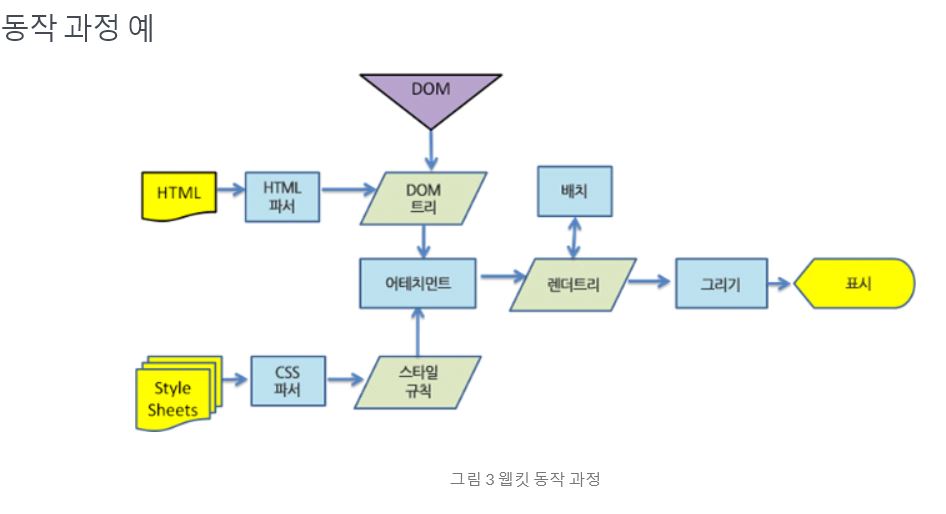 동작 과정 예
DOM
HTML
HTML
파서
DOM
트리
배치
어테치먼트
렌더트리
그리기
표시
Style
Sheets
CSS
파서
스타일
규칙
그림 3 웹킷 동작 과정